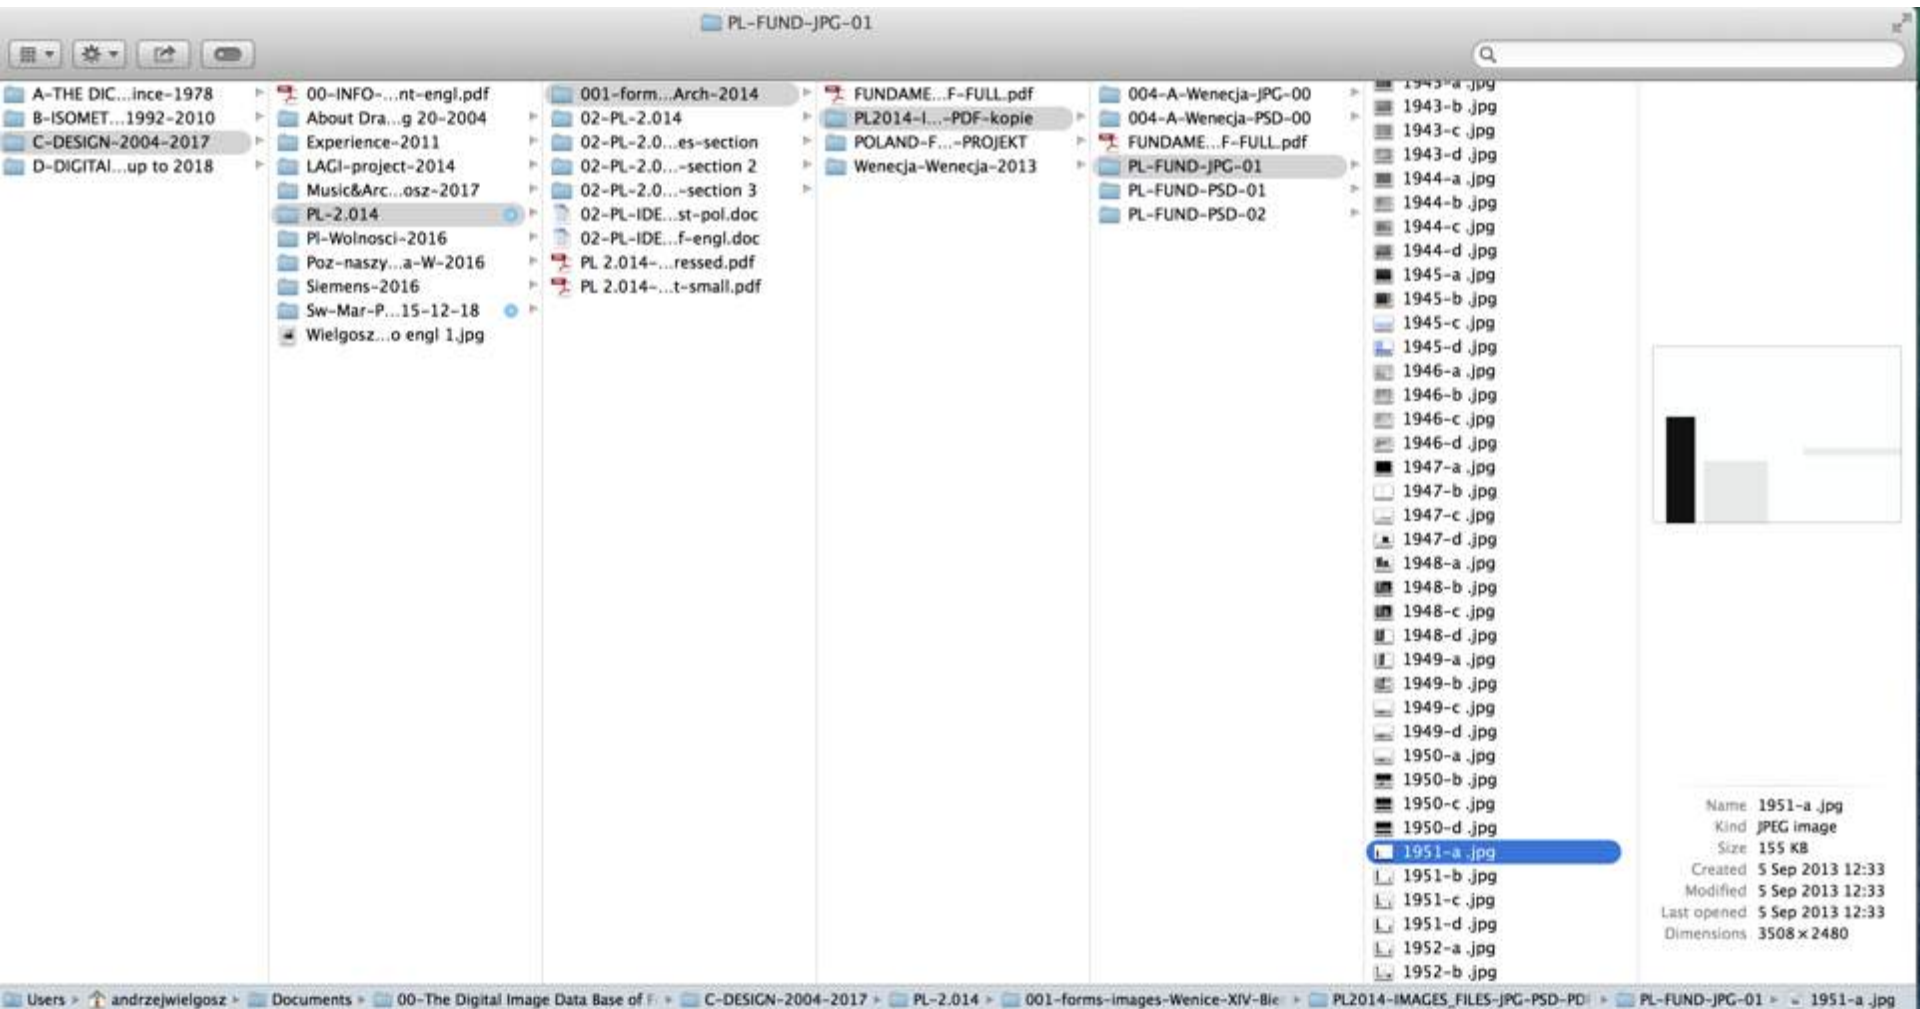 PL-FUND-JPG-01
A-THE DIC...ince-1978
B-ISOMET...1992-2010
C-DESIGN-2004-2017
D-DIGITAl...up to 2018
00-INFO-...nt-engl.pdf
About Dra...g 20-2004
Experience-2011
LAGI-project-2014
Music&Arc...osz-2017
PL-2.014
Pl-Wolnosci-2016
Poz-naszy...a-W-2016
Siemens-2016
Sw-Mar-P...15-12-18
Wielgosz...o engl 1.jpg
001-form...Arch-2014
02-PL-2.014
02-PL-2.0...es-section
02-PL-2.0...-section 2
02-PL-2.0...-section 3
02-PL-IDE...st-pol.doc
02-PL-IDE...f-engl.doc
PL 2.014-...ressed.pdf
PL 2.014-...t-small.pdf
FUNDAME...F-FULL.pdf
PL2014-I...-PDF-kopie
POLAND-F...-PROJEKT
Wenecja-Wenecja-2013
004-A-Wenecja-JPG-00
004-A-Wenecja-PSD-00
FUNDAME...F-FULL.pdf
PL-FUND-JPG-01
PL-FUND-PSD-01
PL-FUND-PSD-02
1943-a .jpg
1943-b .jpg
1943-c .jpg
1943-d .jpg
1944-a .jpg
1944-b .jpg
1944-c .jpg
1944-d .jpg
1945-a .jpg
1945-b .jpg
1945-c .jpg
1945-d .jpg
1946-a .jpg
1946-b .jpg
1946-c .jpg
1946-d .jpg
1947-a .jpg
1947-b .jpg
1947-c .jpg
1947-d .jpg
1948-a .jpg
1948-b .jpg
1948-c .jpg
1948-d .jpg
1949-a .jpg
1949-b .jpg
1949-c .jpg
1949-d .jpg
1950-a .jpg
1950-b .jpg
1950-c .jpg
1950-d .jpg
1951-a .jpg
1951-b .jpg
1951-c .jpg
1951-d .jpg
1952-a .jpg
1952-b .jpg
Name 1951-a .jpg
Kind JPEG image
Size 155 KB
Created 5 Sep 2013 12:33
Modified 5 Sep 2013 12:33
Last opened 5 Sep 2013 12:33
Dimensions 3508×2480
Users andrzejwielgosz Documents 00-The Digital Image Data Base of F C-DESIGN-2004-2017 PL-2.014 001-forms-images-Wenice-XIV-Bie PL2014-IMAGES_FILES-JPG-PSD-PD PL-FUND-JPG-01 1951-a .jpg